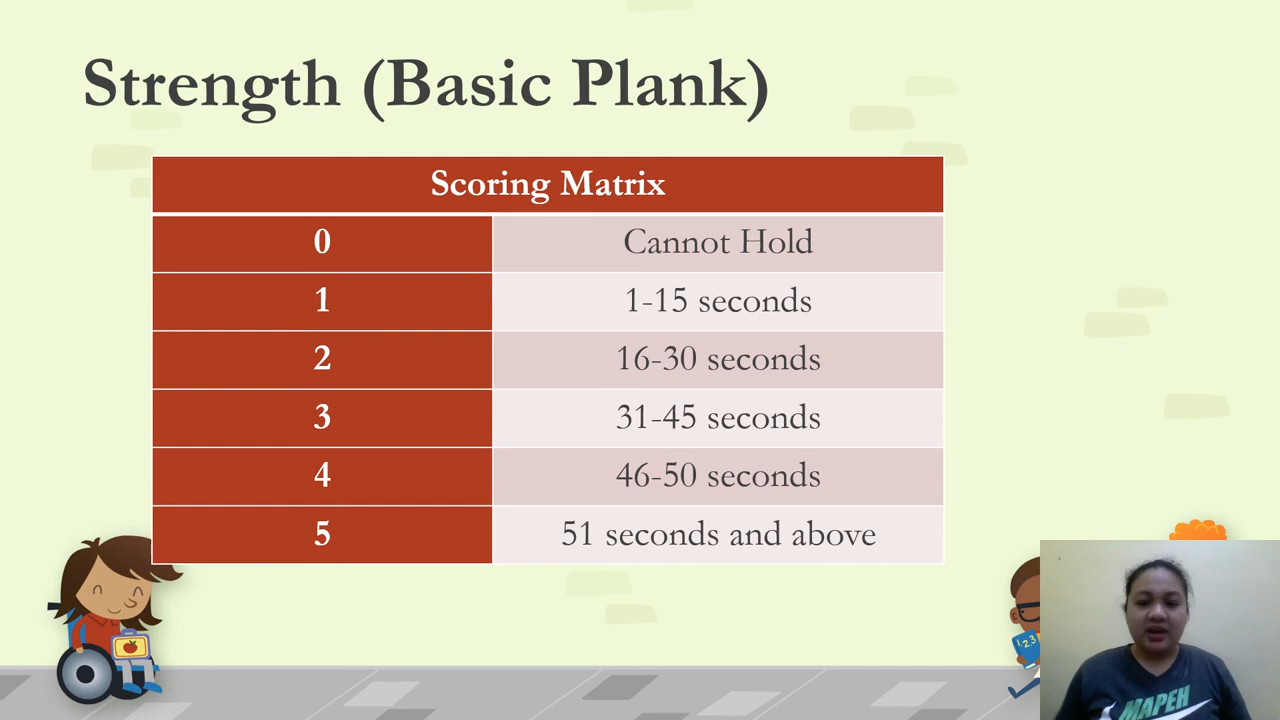 Strength (Basic Plank)
Scoring Matrix
0 Cannot Hold
1 1-15 seconds
2 16-30 seconds
3 31-45 seconds
4 46-50 seconds
5 51 seconds and above
123
MAPEH